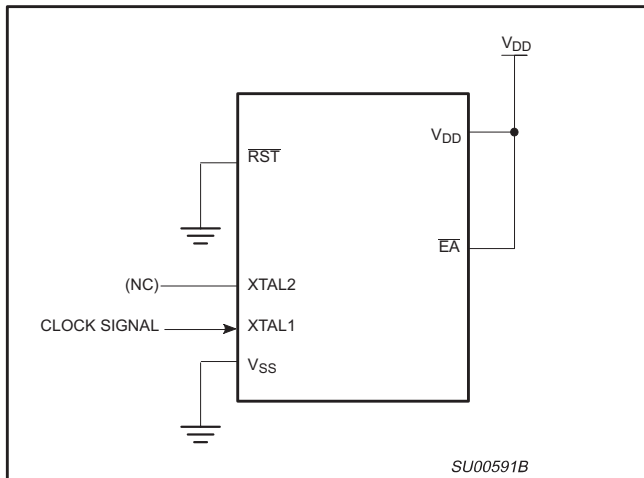 VDD
VDD
RST
EA
(NC)
XTAL2
CLOCK SIGNAL
XTAL1
VSS
SU00591B